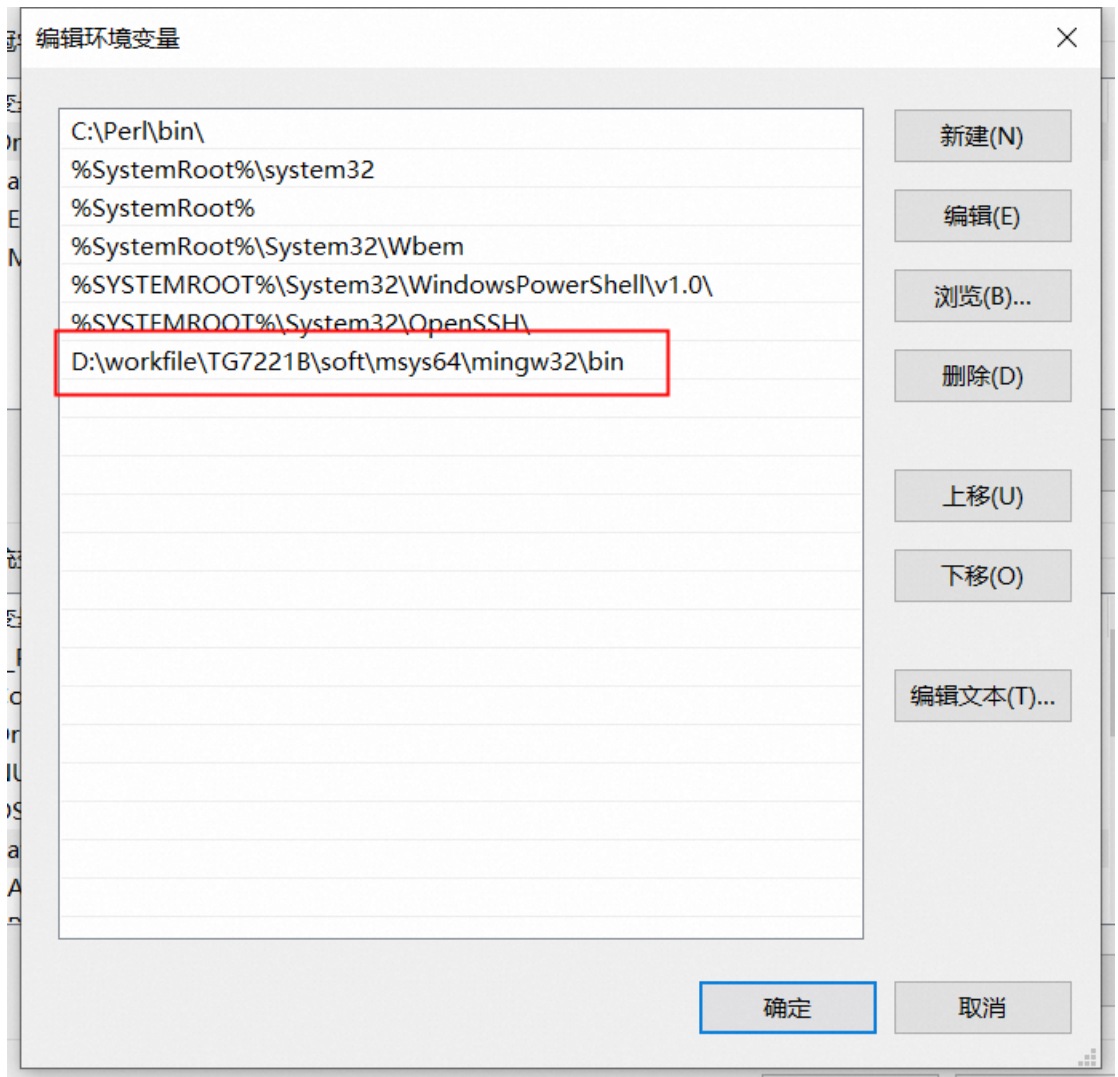 编辑环境变量
C:\Perl\bin\
%SystemRoot%\system32
%SystemRoot%
%SystemRoot%\System32\Wbem
%SYSTEMROOT%\System32\WindowsPowerShell\v1.0\
%SYSTEMROOT%\System32\OpenSSH\
D:\workfile\TG7221B\soft\msys64\mingw32\bin
新建(N)
编辑(E)
浏览(B)...
删除(D)
上移(U)
下移(O)
编辑文本(T)...
确定
取消